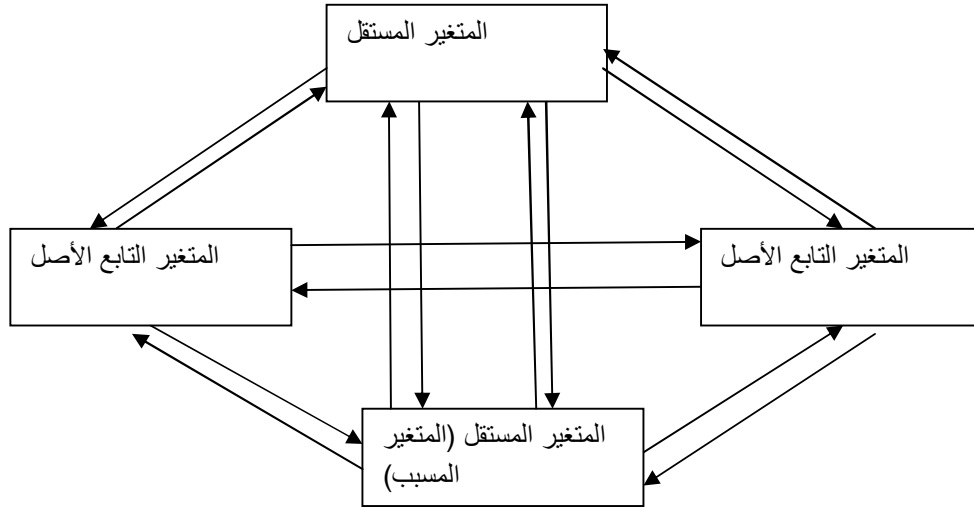 المتغير المستقل
المتغير التابع الأصل
المتغير التابع الأصل
المتغير المستقل (المتغير
المسبب)